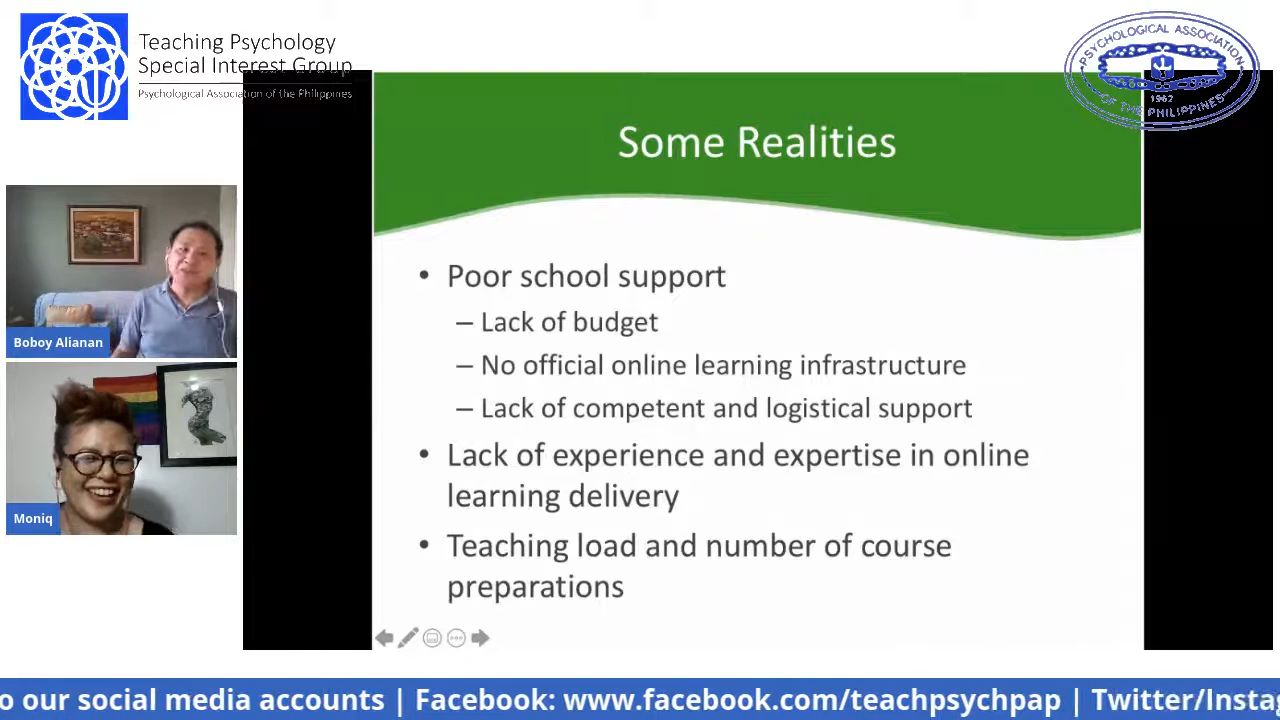 Teaching Psychology
Special Interest Group
Psychological Association of the Philippines
PSYCHOLOGICAL ASSOCIATION
OF THE PHILIPPINES
1962
Some Realities
• Poor school support
– Lack of budget
– No official online learning infrastructure
– Lack of competent and logistical support
• Lack of experience and expertise in online
learning delivery
• Teaching load and number of course
preparations
Boboy Alianan
Moniq
o our social media accounts | Facebook: www.facebook.com/teachpsychpap | Twitter/Insta